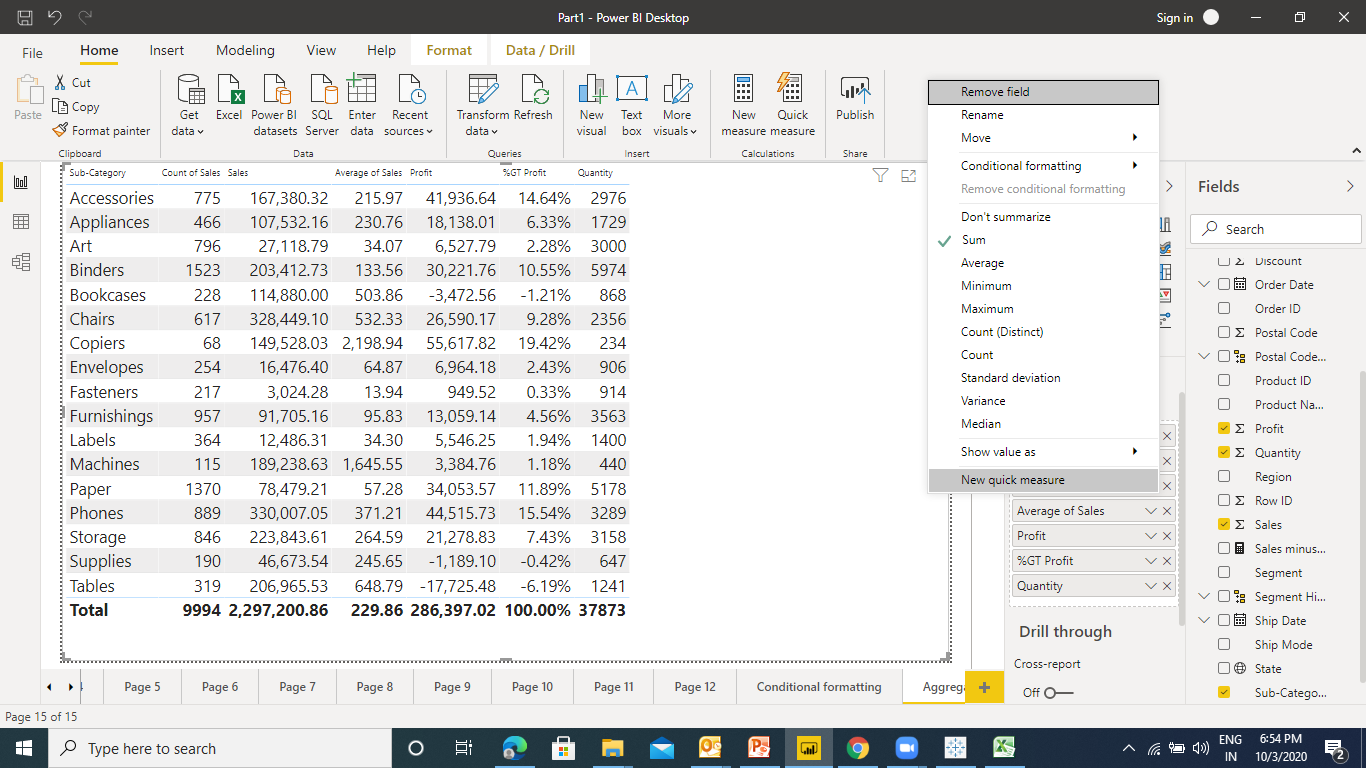 Part1 - Power BI Desktop
Sign in
File Home Insert Modeling View Help Format Data / Drill
Paste
Cut
Copy
Format painter
Clipboard
Get data
Excel
Power BI datasets
SQL Server
Enter data
Recent sources
Data
Transform data
Refresh
Queries
New visual
Text box
More visuals
Insert
New measure
Quick measure
Calculations
Publish
Share
Sub-Category Count of Sales Sales Average of Sales Profit %GT Profit Quantity
Accessories 775 167,380.32 215.97 41,936.64 14.64% 2976
Appliances 466 107,532.16 230.76 18,138.01 6.33% 1729
Art 796 27,118.79 34.07 6,527.79 2.28% 3000
Binders 1523 203,412.73 133.56 30,221.76 10.55% 5974
Bookcases 228 114,880.00 503.86 -3,472.56 -1.21% 868
Chairs 617 328,449.10 532.33 26,590.17 9.28% 2356
Copiers 68 149,528.03 2,198.94 55,617.82 19.42% 234
Envelopes 254 16,476.40 64.87 6,964.18 2.43% 906
Fasteners 217 3,024.28 13.94 949.52 0.33% 914
Furnishings 957 91,705.16 95.83 13,059.14 4.56% 3563
Labels 364 12,486.31 34.30 5,546.25 1.94% 1400
Machines 115 189,238.63 1,645.55 3,384.76 1.18% 440
Paper 1370 78,479.21 57.28 34,053.57 11.89% 5178
Phones 889 330,007.05 371.21 44,515.73 15.54% 3289
Storage 846 223,843.61 264.59 21,278.83 7.43% 3158
Supplies 190 46,673.54 245.65 -1,189.10 -0.42% 647
Tables 319 206,965.53 648.79 -17,725.48 -6.19% 1241
Total 9994 2,297,200.86 229.86 286,397.02 100.00% 37873
Remove field
Rename
Move
Conditional formatting
Remove conditional formatting
Don't summarize
Sum
Average
Minimum
Maximum
Count (Distinct)
Count
Standard deviation
Variance
Median
Show value as
New quick measure
Average of Sales
Profit
%GT Profit
Quantity
Drill through
Cross-report
Off
Fields
Search
Discount
Order Date
Order ID
Postal Code
Postal Code...
Product ID
Product Na...
Profit
Quantity
Region
Row ID
Sales
Sales minus...
Segment
Segment Hi...
Ship Date
Ship Mode
State
Sub-Catego...
Page 5 Page 6 Page 7 Page 8 Page 9 Page 10 Page 11 Page 12 Conditional formatting Aggrega
Page 15 of 15
Type here to search
ENG
IN
6:54 PM
10/3/2020
2